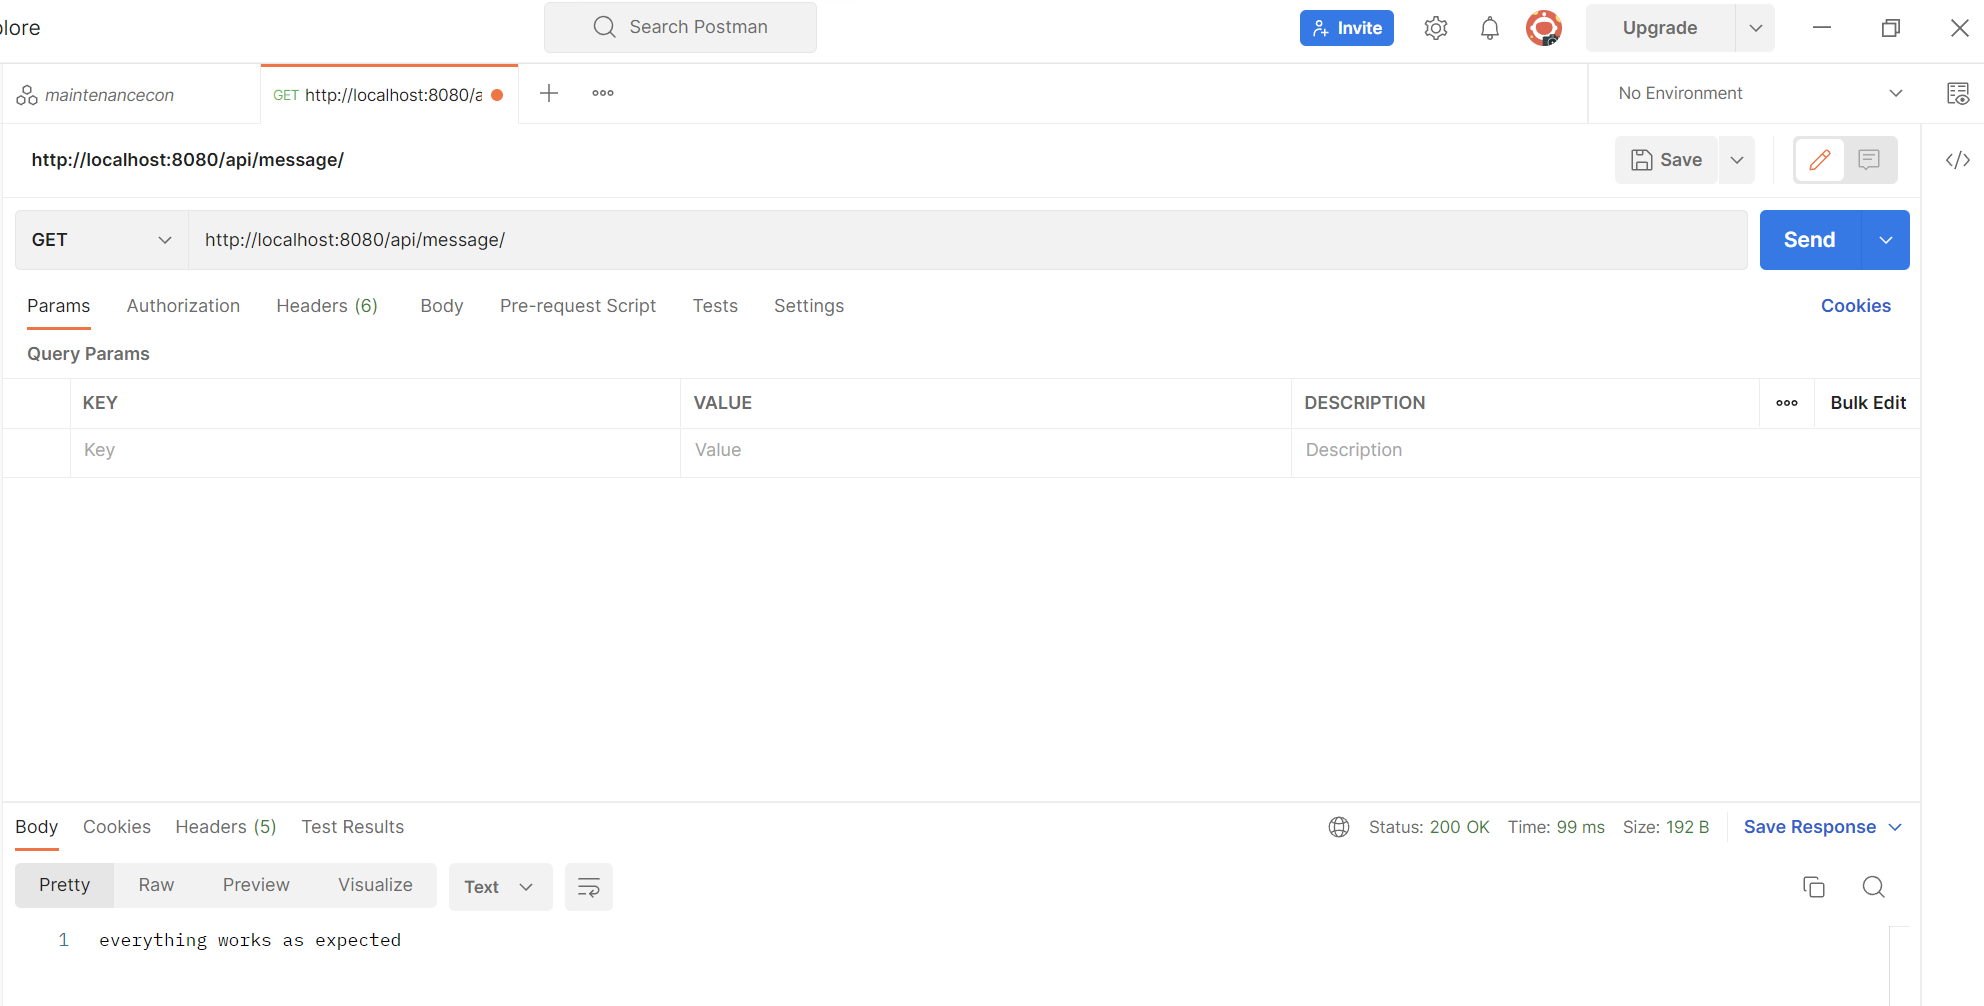 lore
Search Postman
Invite
Upgrade
maintenancecon
GET http://localhost:8080/a
No Environment
http://localhost:8080/api/message/
Save
GET
http://localhost:8080/api/message/
Send
Params Authorization Headers (6) Body Pre-request Script Tests Settings Cookies
Query Params
KEY VALUE DESCRIPTION Bulk Edit
Key Value Description
Body Cookies Headers (5) Test Results Status: 200 OK Time: 99 ms Size: 192 B Save Response
Pretty Raw Preview Visualize Text
1 everything works as expected